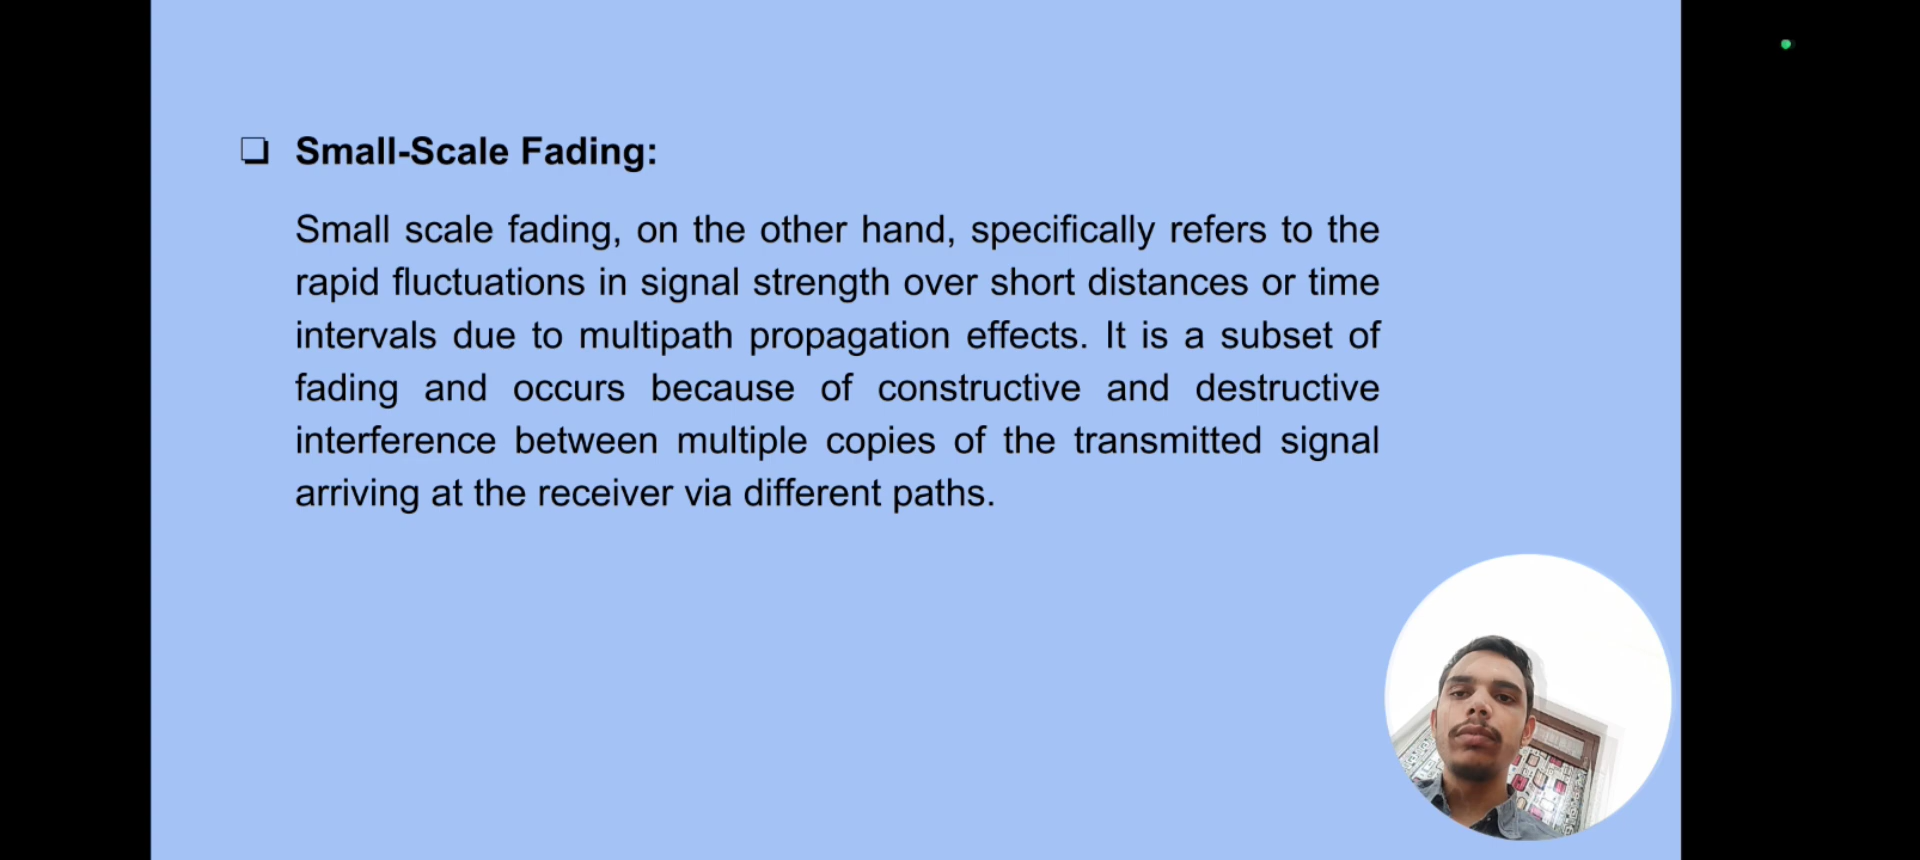 Small-Scale Fading:
Small scale fading, on the other hand, specifically refers to the
rapid fluctuations in signal strength over short distances or time
intervals due to multipath propagation effects. It is a subset of
fading and occurs because of constructive and destructive
interference between multiple copies of the transmitted signal
arriving at the receiver via different paths.